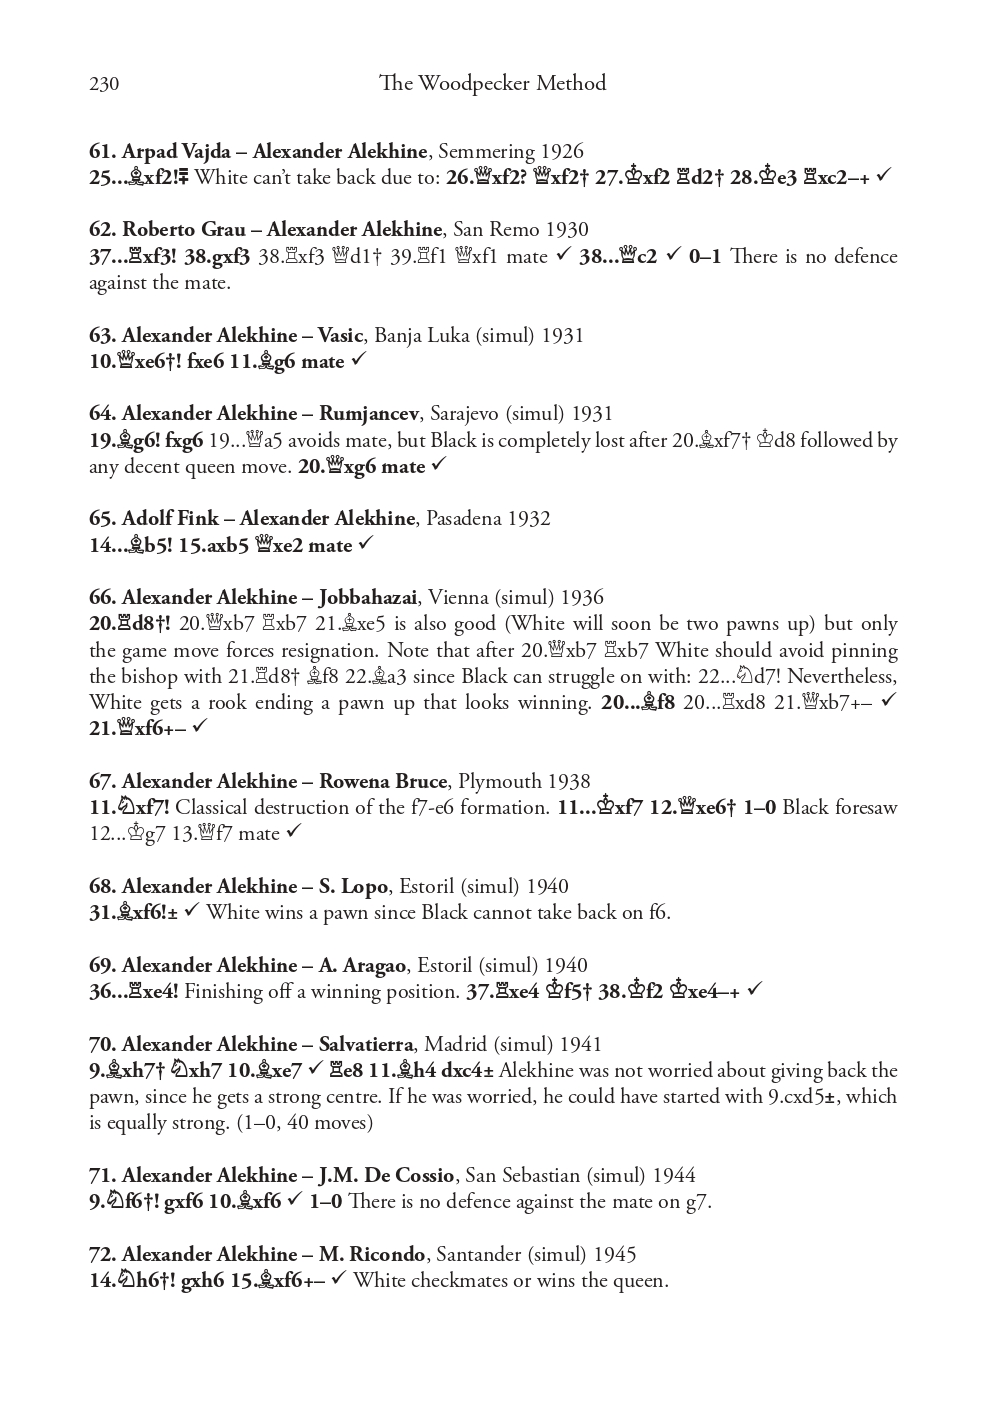 230 The Woodpecker Method
61. Arpad Vajda – Alexander Alekhine, Semmering 1926
25...♗xf2!⩱ White can’t take back due to: 26.♕xf2? ♕xf2† 27.♔xf2 ♖d2† 28.♔e3 ♖xc2–+ ✓
62. Roberto Grau – Alexander Alekhine, San Remo 1930
37...♖xf3! 38.gxf3 38.♖xf3 ♕d1† 39.♖f1 ♕xf1 mate ✓ 38...♕c2 ✓ 0–1 There is no defence
against the mate.
63. Alexander Alekhine – Vasic, Banja Luka (simul) 1931
10.♕xe6†! fxe6 11.♗g6 mate ✓
64. Alexander Alekhine – Rumjancev, Sarajevo (simul) 1931
19.♗g6! fxg6 19...♕a5 avoids mate, but Black is completely lost after 20.♗xf7† ♔d8 followed by
any decent queen move. 20.♕xg6 mate ✓
65. Adolf Fink – Alexander Alekhine, Pasadena 1932
14...♗b5! 15.axb5 ♕xe2 mate ✓
66. Alexander Alekhine – Jobbahazai, Vienna (simul) 1936
20.♖d8†! 20.♕xb7 ♖xb7 21.♗xe5 is also good (White will soon be two pawns up) but only
the game move forces resignation. Note that after 20.♕xb7 ♖xb7 White should avoid pinning
the bishop with 21.♖d8† ♗f8 22.♗a3 since Black can struggle on with: 22...♘d7! Nevertheless,
White gets a rook ending a pawn up that looks winning. 20...♗f8 20...♖xd8 21.♕xb7+– ✓
21.♕xf6+– ✓
67. Alexander Alekhine – Rowena Bruce, Plymouth 1938
11.♘xf7! Classical destruction of the f7-e6 formation. 11...♔xf7 12.♕xe6† 1–0 Black foresaw
12...♔g7 13.♕f7 mate ✓
68. Alexander Alekhine – S. Lopo, Estoril (simul) 1940
31.♗xf6!± ✓ White wins a pawn since Black cannot take back on f6.
69. Alexander Alekhine – A. Aragao, Estoril (simul) 1940
36...♖xe4! Finishing off a winning position. 37.♖xe4 ♔f5† 38.♔f2 ♔xe4–+ ✓
70. Alexander Alekhine – Salvatierra, Madrid (simul) 1941
9.♗xh7† ♘xh7 10.♗xe7 ✓ ♖e8 11.♗h4 dxc4± Alekhine was not worried about giving back the
pawn, since he gets a strong centre. If he was worried, he could have started with 9.cxd5±, which
is equally strong. (1–0, 40 moves)
71. Alexander Alekhine – J.M. De Cossio, San Sebastian (simul) 1944
9.♘f6†! gxf6 10.♗xf6 ✓ 1–0 There is no defence against the mate on g7.
72. Alexander Alekhine – M. Ricondo, Santander (simul) 1945
14.♘h6†! gxh6 15.♗xf6+– ✓ White checkmates or wins the queen.